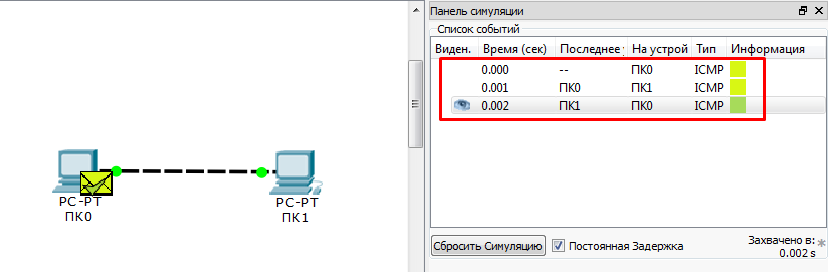 Панель симуляции
Список событий
Виден. Время (сек) Последнее у На устрой Тип Информация
0.000 -- ПК0 ICMP
0.001 ПК0 ПК1 ICMP
0.002 ПК1 ПК0 ICMP
PC-PT
ПК0
PC-PT
ПК1
Сбросить Симуляцию Постоянная Задержка Захвачено в:
0.002 s